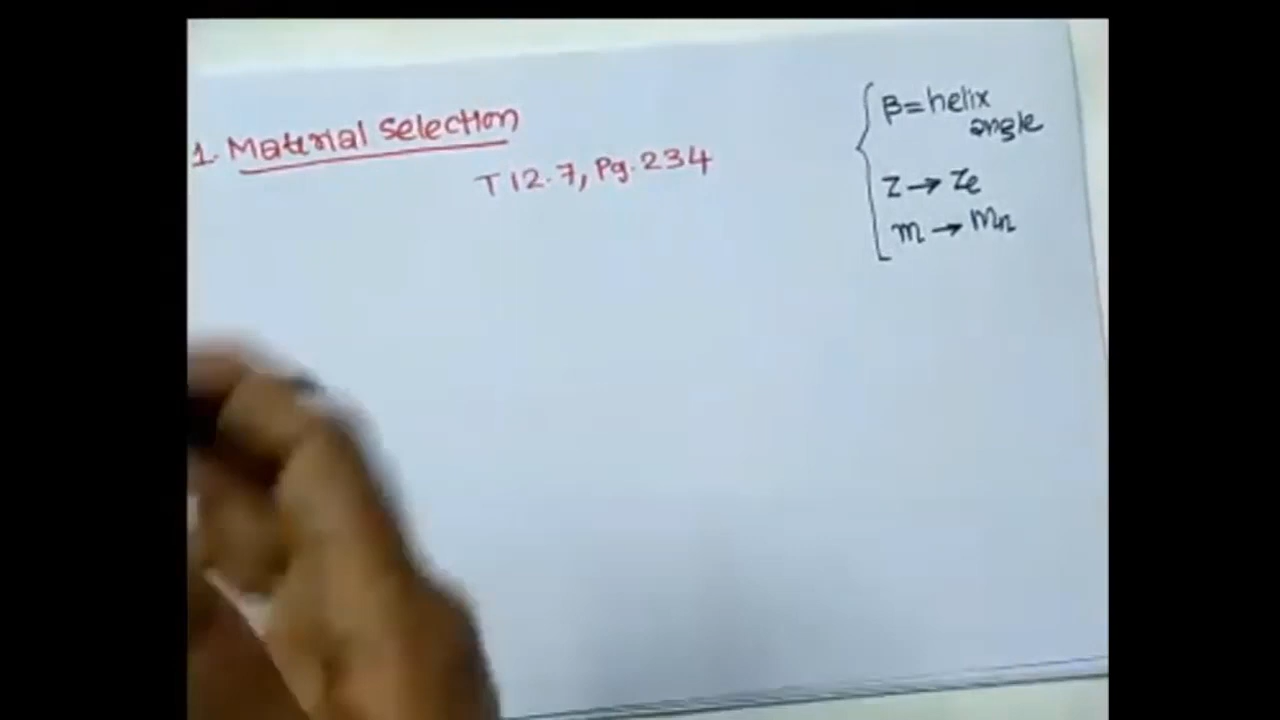 1. Material Selection
T 12.7, Pg. 234
β = helix
angle
z → ze
m → mn